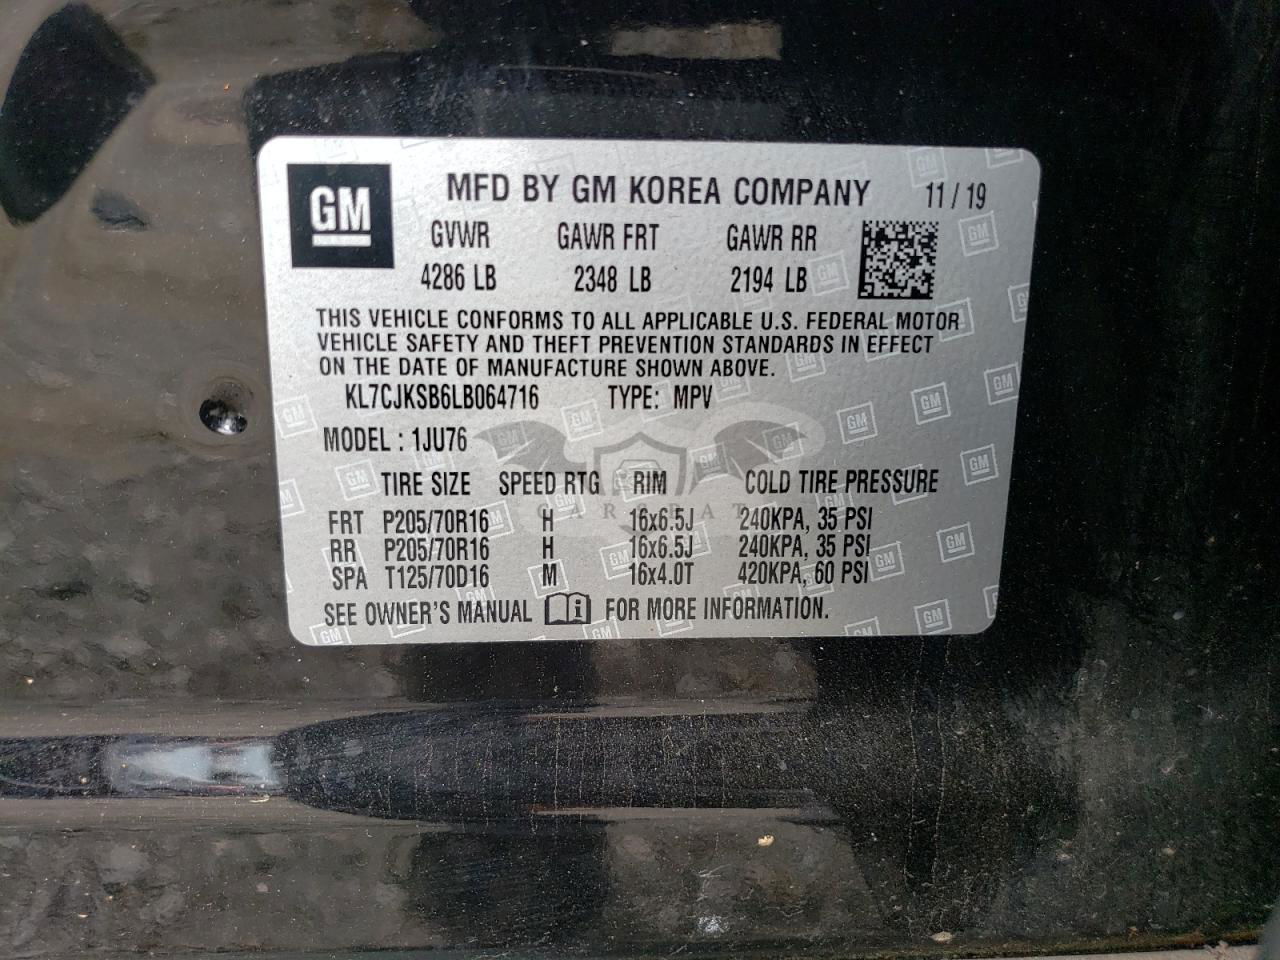 GM MFD BY GM KOREA COMPANY 11 / 19
GVWR GAWR FRT GAWR RR
4286 LB 2348 LB 2194 LB
THIS VEHICLE CONFORMS TO ALL APPLICABLE U.S. FEDERAL MOTOR
VEHICLE SAFETY AND THEFT PREVENTION STANDARDS IN EFFECT
ON THE DATE OF MANUFACTURE SHOWN ABOVE.
KL7CJKSB6LB064716 TYPE: MPV
MODEL : 1JU76
TIRE SIZE SPEED RTG RIM COLD TIRE PRESSURE
FRT P205/70R16 H 16x6.5J 240KPA, 35 PSI
RR P205/70R16 H 16x6.5J 240KPA, 35 PSI
SPA T125/70D16 M 16x4.0T 420KPA, 60 PSI
SEE OWNER'S MANUAL i FOR MORE INFORMATION.